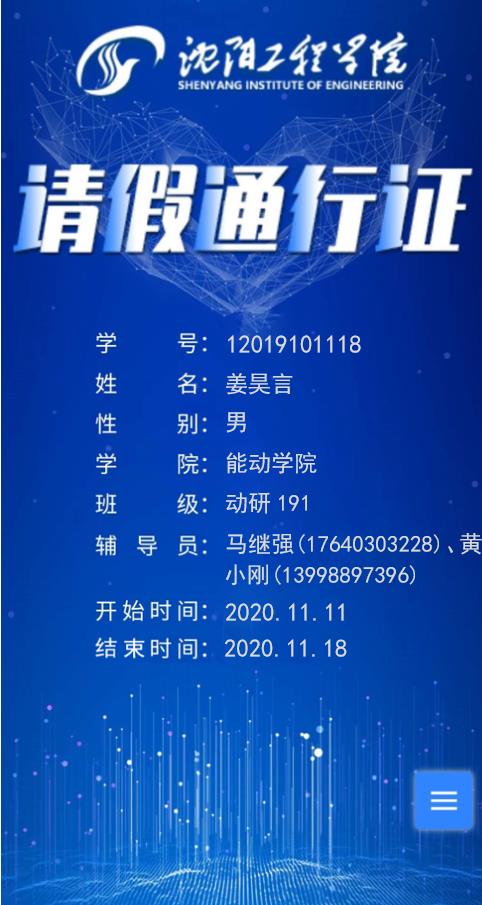 沈阳工程学院
SHENYANG INSTITUTE OF ENGINEERING
请假通行证
学 号：12019101118
姓 名：姜昊言
性 别：男
学 院：能动学院
班 级：动研191
辅 导 员：马继强(17640303228)、黄
小刚(13998897396)
开始时间：2020.11.11
结束时间：2020.11.18